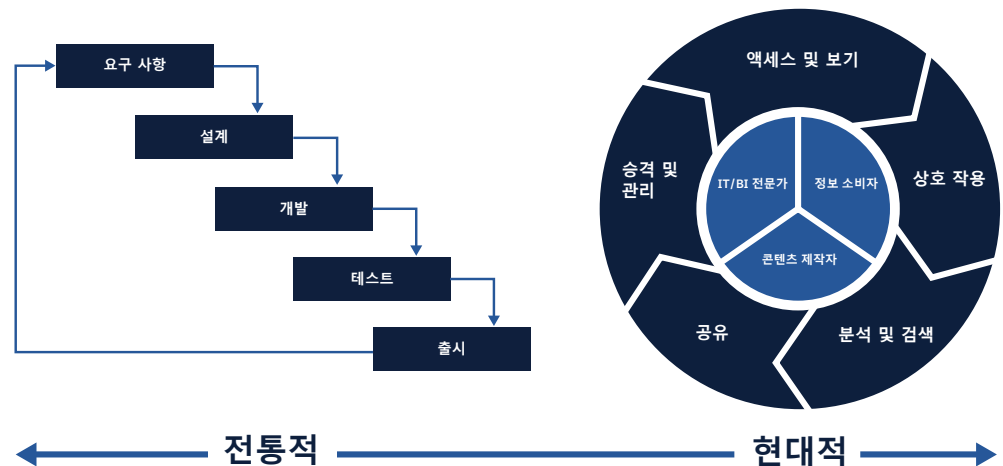 요구 사항
설계
개발
테스트
출시
액세스 및 보기
상호 작용
분석 및 검색
공유
승격 및
관리
IT/BI 전문가
정보 소비자
콘텐츠 제작자
전통적
현대적